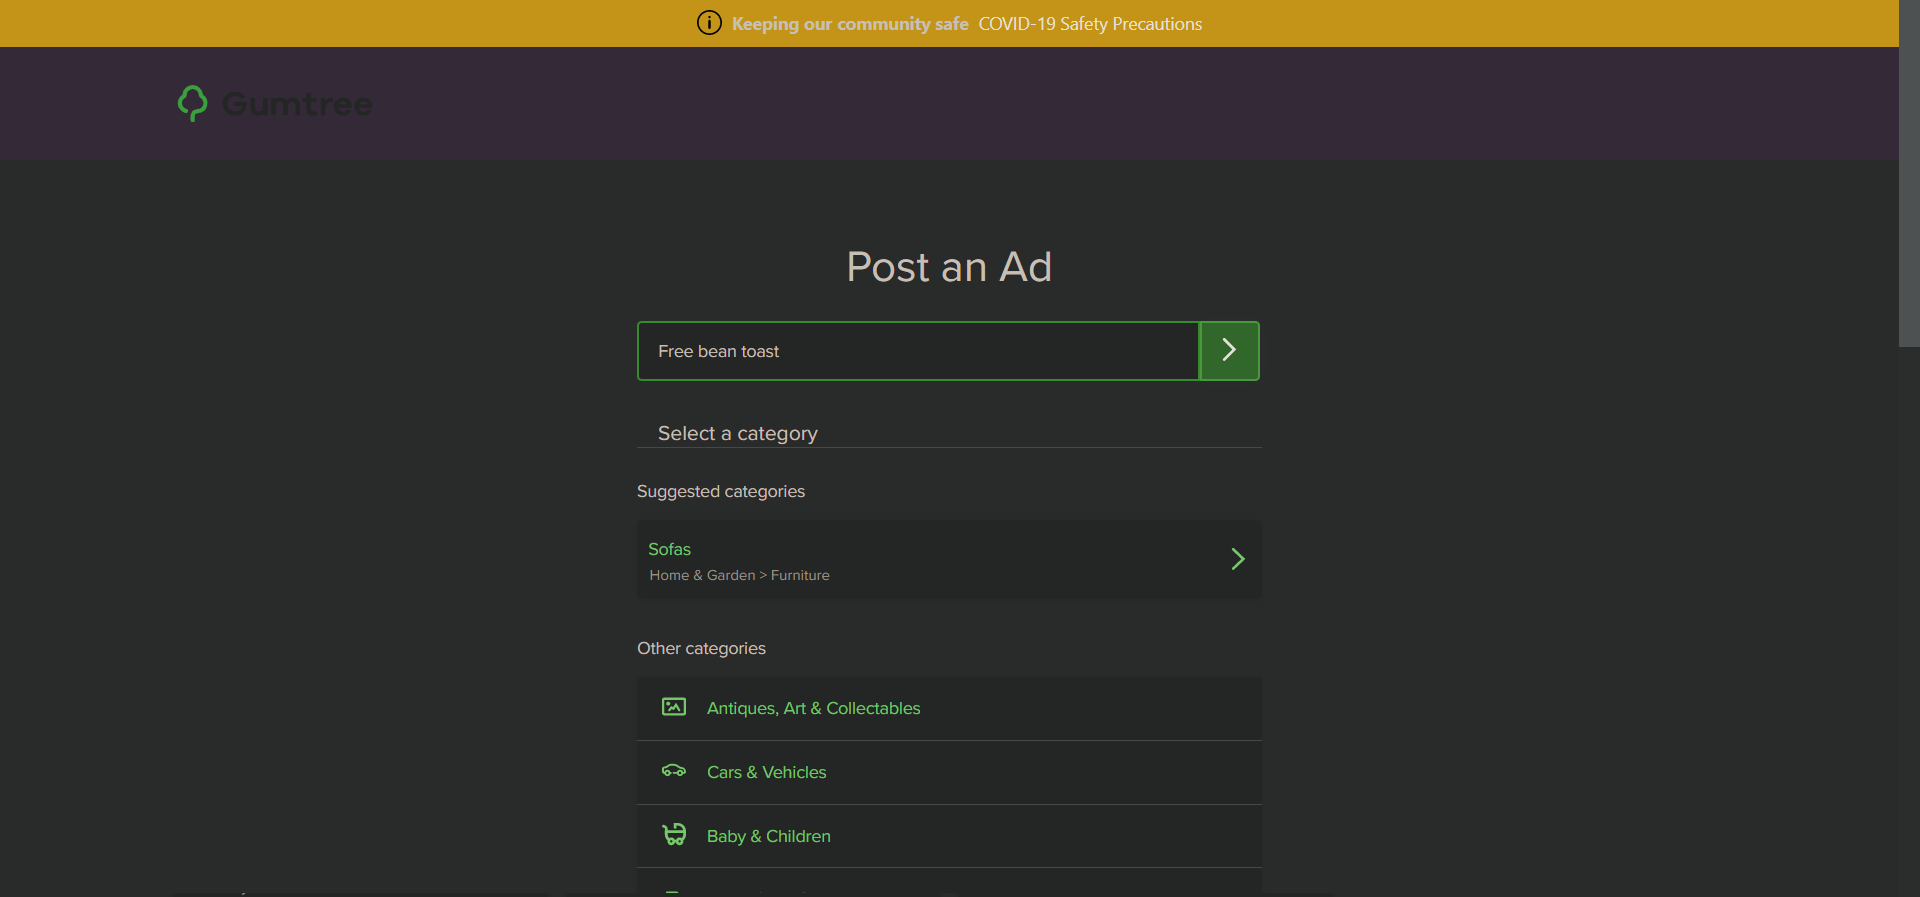 Keeping our community safe COVID-19 Safety Precautions
Gumtree
Post an Ad
Free bean toast
Select a category
Suggested categories
Sofas
Home & Garden > Furniture
Other categories
Antiques, Art & Collectables
Cars & Vehicles
Baby & Children